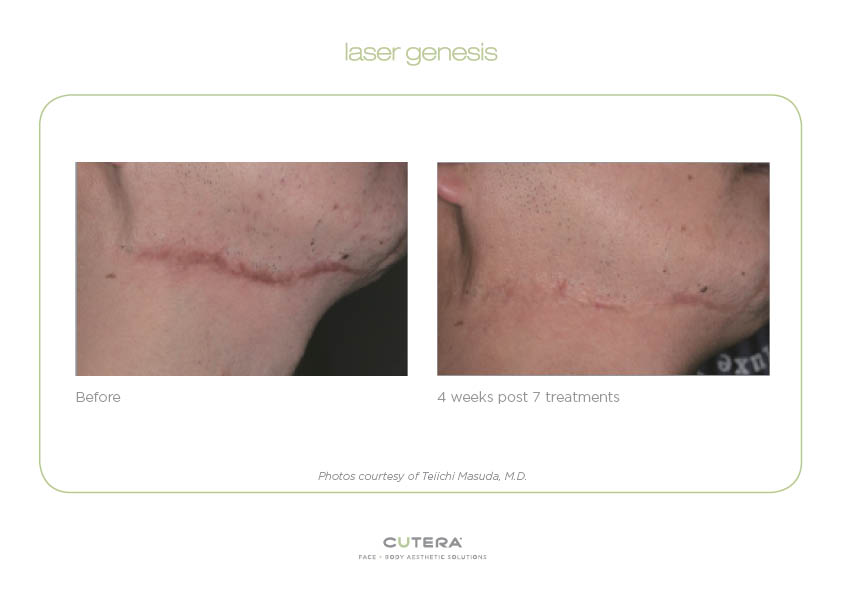 laser genesis
Before
4 weeks post 7 treatments
Photos courtesy of Teiichi Masuda, M.D.
CUTERA
FACE + BODY AESTHETIC SOLUTIONS